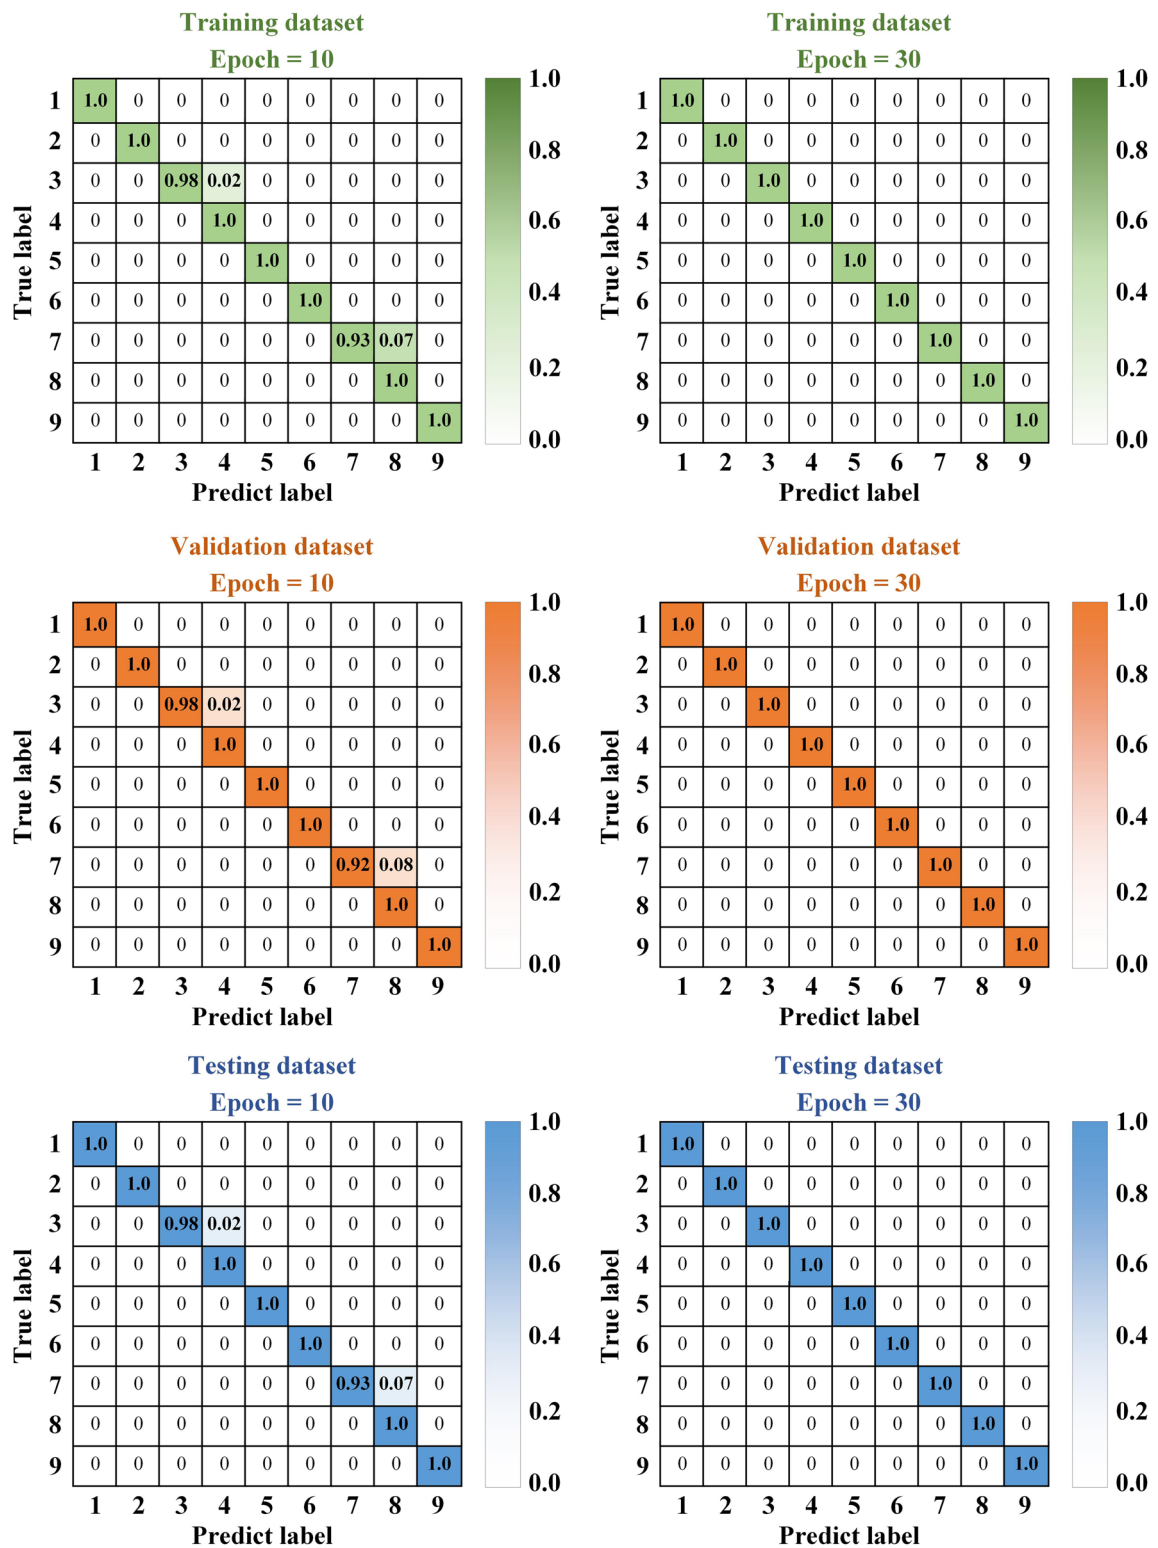 Training dataset
Epoch = 10
1 1.0 0 0 0 0 0 0 0 0
2 0 1.0 0 0 0 0 0 0 0
3 0 0 0.98 0.02 0 0 0 0 0
4 0 0 0 1.0 0 0 0 0 0
5 0 0 0 0 1.0 0 0 0 0
6 0 0 0 0 0 1.0 0 0 0
7 0 0 0 0 0 0 0.93 0.07 0
8 0 0 0 0 0 0 0 1.0 0
9 0 0 0 0 0 0 0 0 1.0
1 2 3 4 5 6 7 8 9
Predict label
True label
1.0
0.8
0.6
0.4
0.2
0.0
Training dataset
Epoch = 30
1 1.0 0 0 0 0 0 0 0 0
2 0 1.0 0 0 0 0 0 0 0
3 0 0 1.0 0 0 0 0 0 0
4 0 0 0 1.0 0 0 0 0 0
5 0 0 0 0 1.0 0 0 0 0
6 0 0 0 0 0 1.0 0 0 0
7 0 0 0 0 0 0 1.0 0 0
8 0 0 0 0 0 0 0 1.0 0
9 0 0 0 0 0 0 0 0 1.0
1 2 3 4 5 6 7 8 9
Predict label
True label
1.0
0.8
0.6
0.4
0.2
0.0
Validation dataset
Epoch = 10
1 1.0 0 0 0 0 0 0 0 0
2 0 1.0 0 0 0 0 0 0 0
3 0 0 0.98 0.02 0 0 0 0 0
4 0 0 0 1.0 0 0 0 0 0
5 0 0 0 0 1.0 0 0 0 0
6 0 0 0 0 0 1.0 0 0 0
7 0 0 0 0 0 0 0.92 0.08 0
8 0 0 0 0 0 0 0 1.0 0
9 0 0 0 0 0 0 0 0 1.0
1 2 3 4 5 6 7 8 9
Predict label
True label
1.0
0.8
0.6
0.4
0.2
0.0
Validation dataset
Epoch = 30
1 1.0 0 0 0 0 0 0 0 0
2 0 1.0 0 0 0 0 0 0 0
3 0 0 1.0 0 0 0 0 0 0
4 0 0 0 1.0 0 0 0 0 0
5 0 0 0 0 1.0 0 0 0 0
6 0 0 0 0 0 1.0 0 0 0
7 0 0 0 0 0 0 1.0 0 0
8 0 0 0 0 0 0 0 1.0 0
9 0 0 0 0 0 0 0 0 1.0
1 2 3 4 5 6 7 8 9
Predict label
True label
1.0
0.8
0.6
0.4
0.2
0.0
Testing dataset
Epoch = 10
1 1.0 0 0 0 0 0 0 0 0
2 0 1.0 0 0 0 0 0 0 0
3 0 0 0.98 0.02 0 0 0 0 0
4 0 0 0 1.0 0 0 0 0 0
5 0 0 0 0 1.0 0 0 0 0
6 0 0 0 0 0 1.0 0 0 0
7 0 0 0 0 0 0 0.93 0.07 0
8 0 0 0 0 0 0 0 1.0 0
9 0 0 0 0 0 0 0 0 1.0
1 2 3 4 5 6 7 8 9
Predict label
True label
1.0
0.8
0.6
0.4
0.2
0.0
Testing dataset
Epoch = 30
1 1.0 0 0 0 0 0 0 0 0
2 0 1.0 0 0 0 0 0 0 0
3 0 0 1.0 0 0 0 0 0 0
4 0 0 0 1.0 0 0 0 0 0
5 0 0 0 0 1.0 0 0 0 0
6 0 0 0 0 0 1.0 0 0 0
7 0 0 0 0 0 0 1.0 0 0
8 0 0 0 0 0 0 0 1.0 0
9 0 0 0 0 0 0 0 0 1.0
1 2 3 4 5 6 7 8 9
Predict label
True label
1.0
0.8
0.6
0.4
0.2
0.0